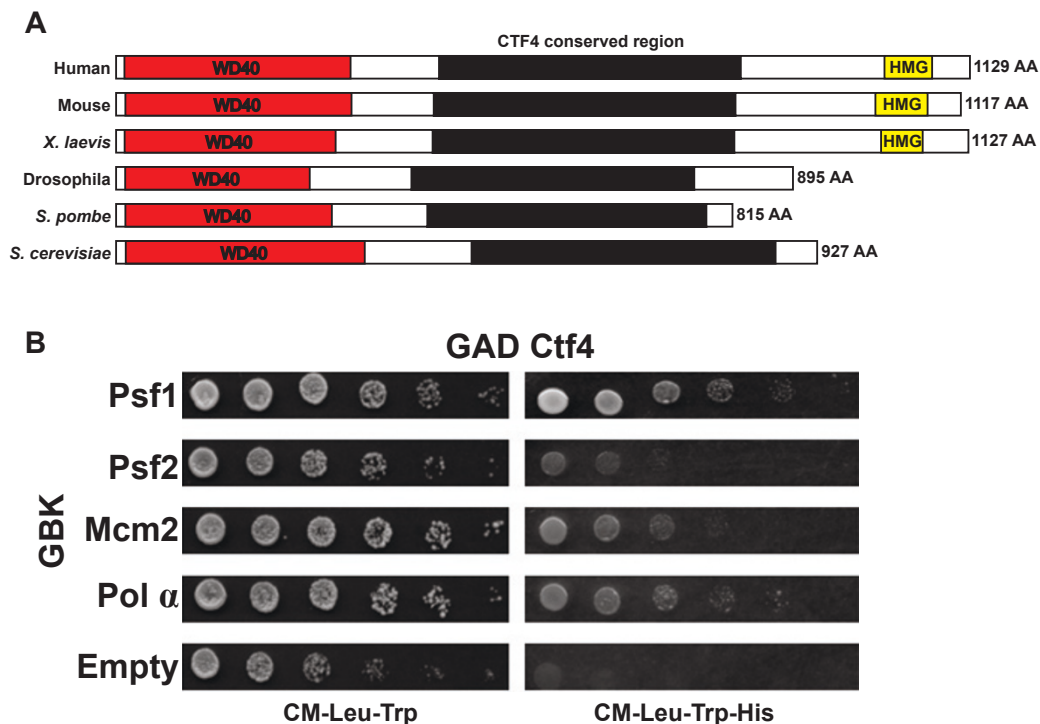 A
CTF4 conserved region
Human WD40 HMG 1129 AA
Mouse WD40 HMG 1117 AA
X. laevis WD40 HMG 1127 AA
Drosophila WD40 895 AA
S. pombe WD40 815 AA
S. cerevisiae WD40 927 AA
B
GAD Ctf4
GBK
Psf1
Psf2
Mcm2
Pol α
Empty
CM-Leu-Trp CM-Leu-Trp-His